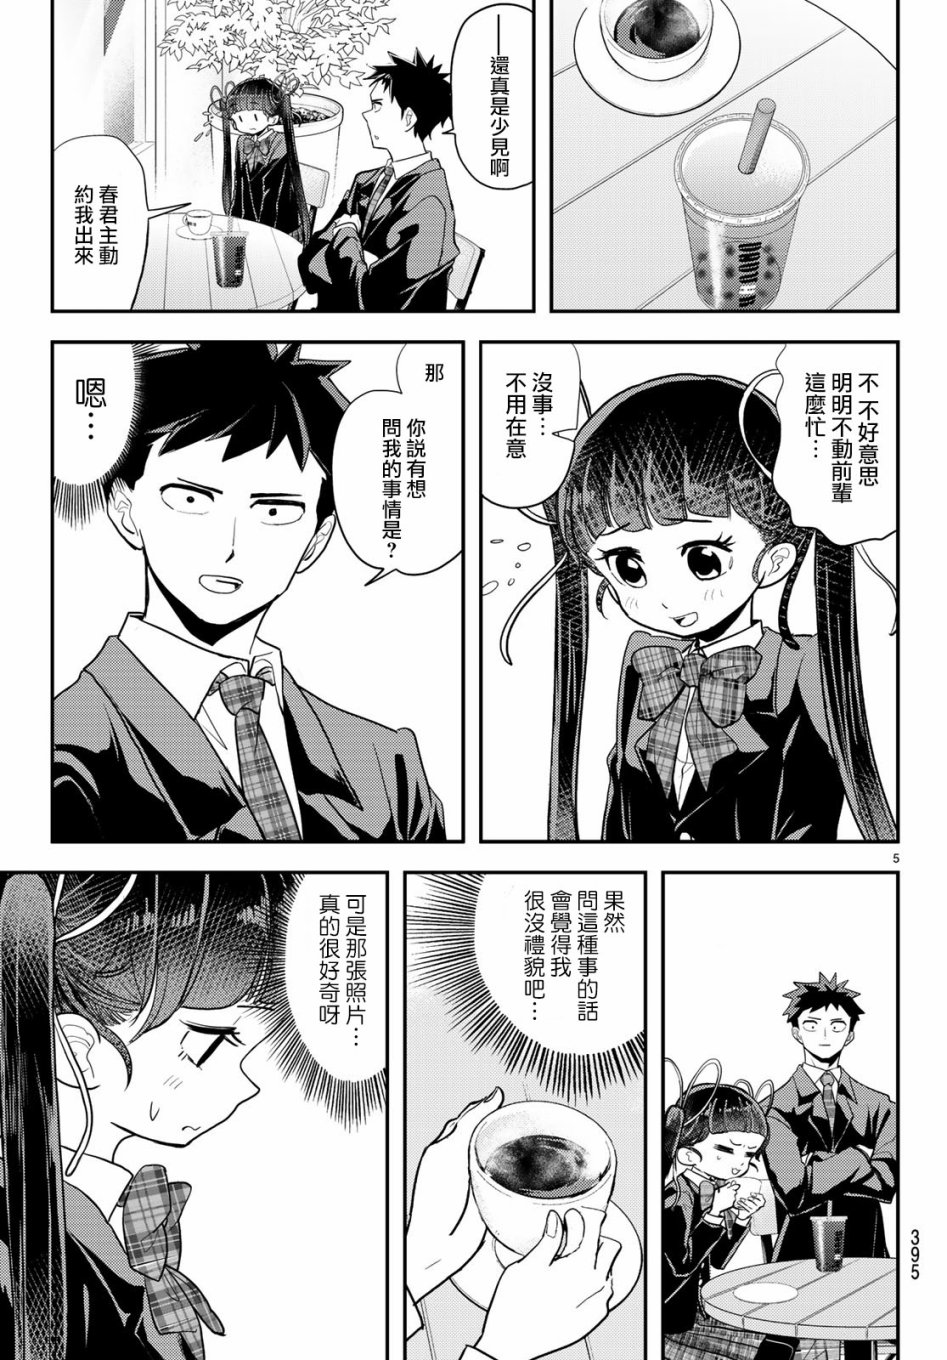 ——還真是少見啊
春君主動
約我出來
不 不好意思
明明不動前輩
這麼忙…
沒事…
不用在意
那
你說有想
問我的事情是？
嗯…
5
果然
問這種事的話
會覺得我
很沒禮貌吧…
可是那張照片…
真的很好奇呀
395